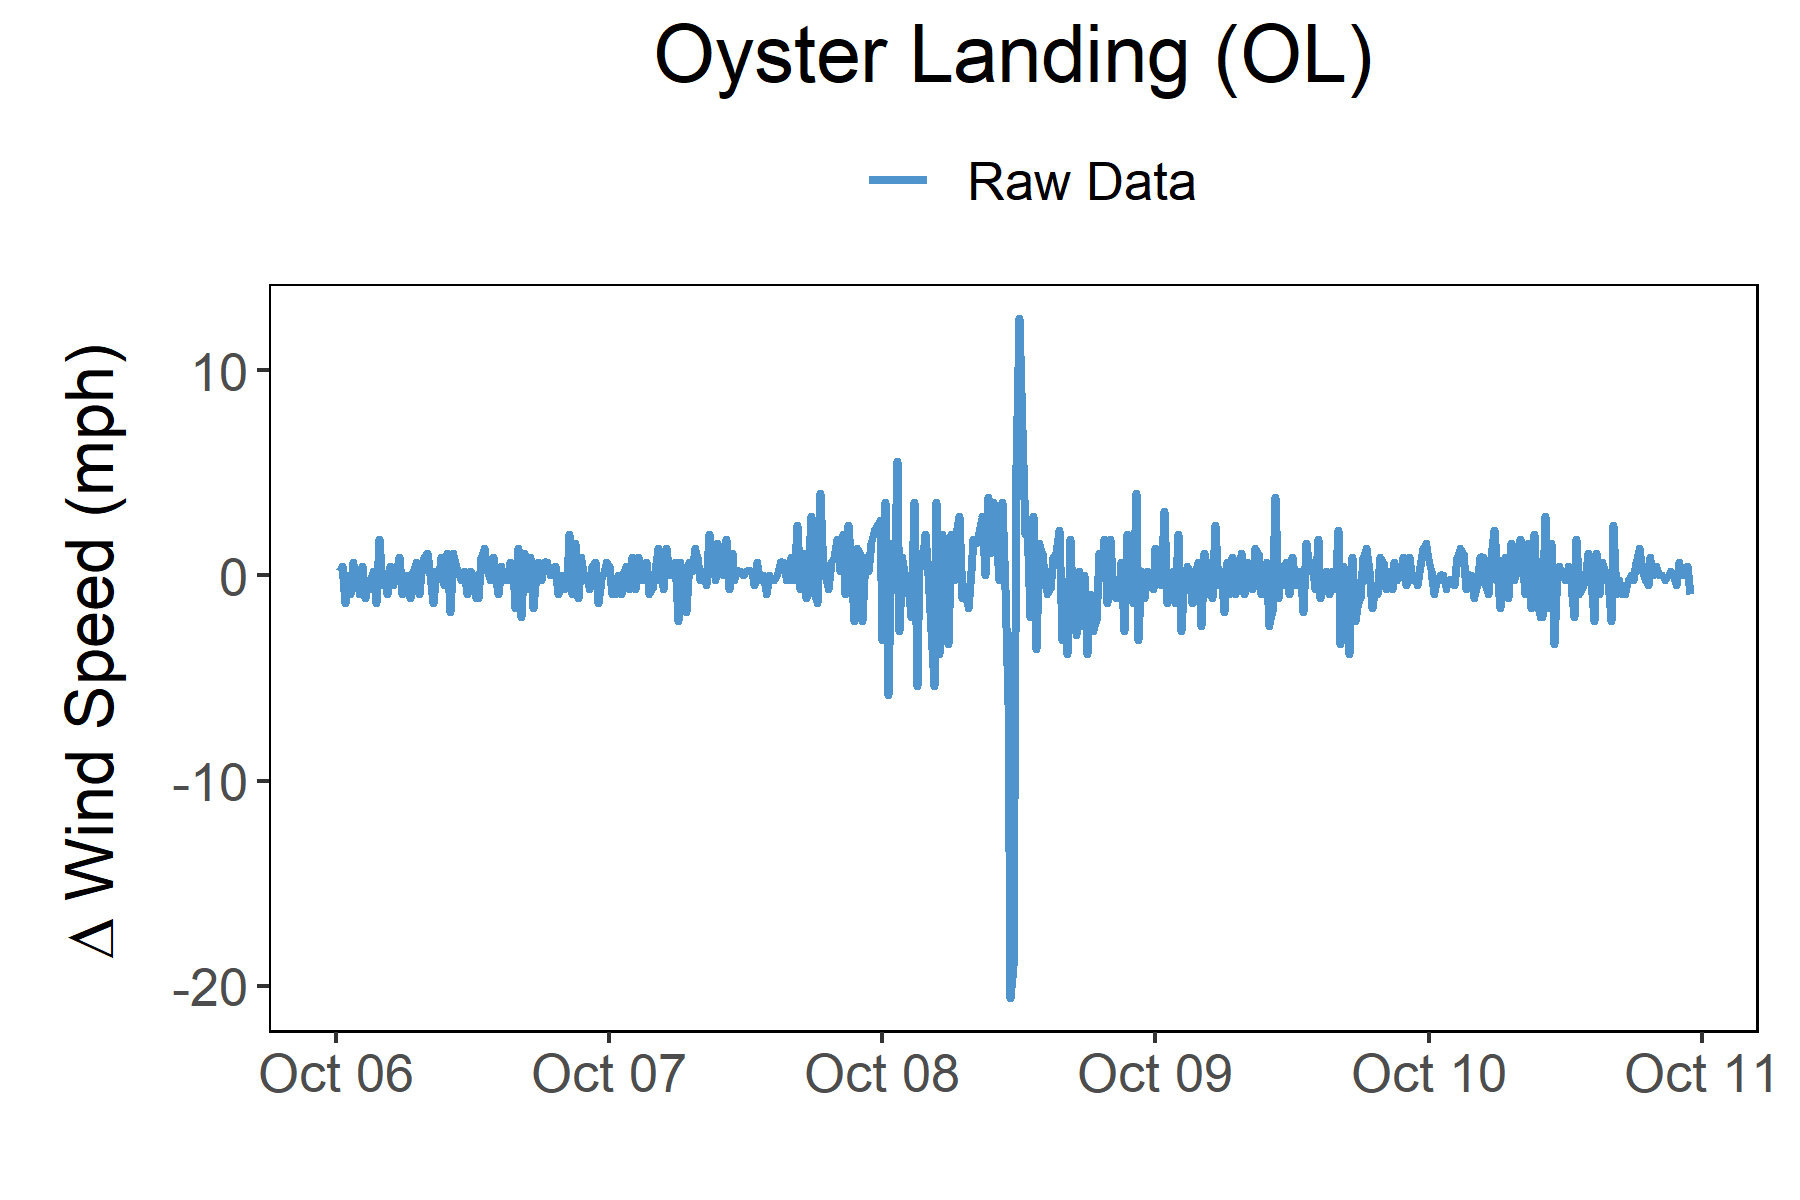 Oyster Landing (OL)
Raw Data
Δ Wind Speed (mph)
10
0
-10
-20
Oct 06
Oct 07
Oct 08
Oct 09
Oct 10
Oct 11